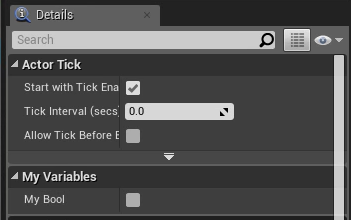 Details
Search
Actor Tick
Start with Tick Ena
Tick Interval (secs)
0.0
Allow Tick Before B
My Variables
My Bool